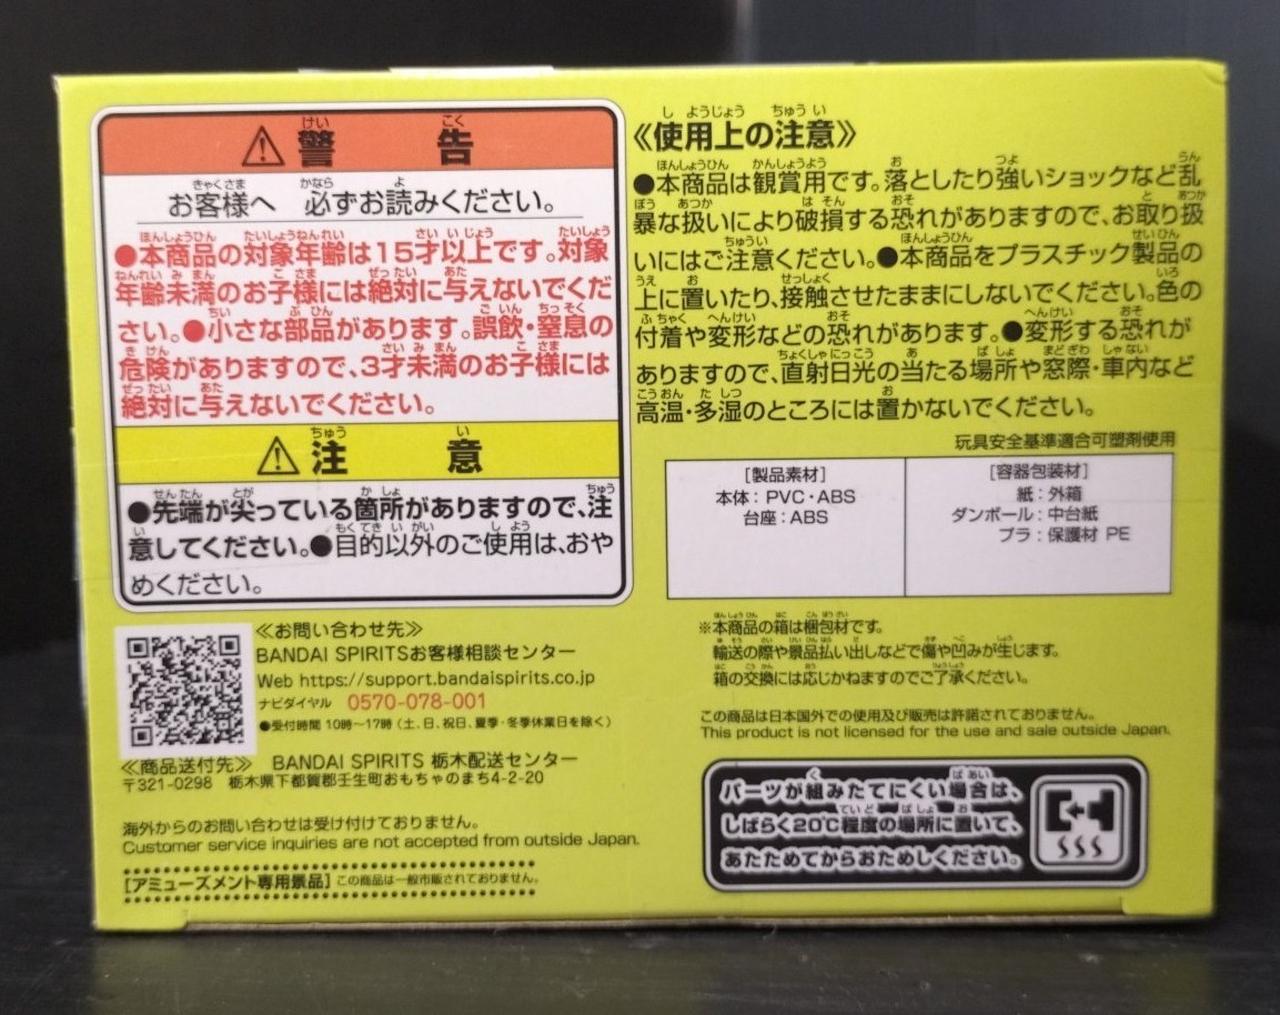 ⚠警告
お客様へ 必ずお読みください。
●本商品の対象年齢は15才以上です。対象
年齢未満のお子様には絶対に与えないでくだ
さい。●小さな部品があります。誤飲・窒息の
危険がありますので、3才未満のお子様には
絶対に与えないでください。
⚠注意
●先端が尖っている箇所がありますので、注
意してください。●目的以外のご使用は、おや
めください。
≪お問い合わせ先≫
BANDAI SPIRITSお客様相談センター
Web https://support.bandaispirits.co.jp
ナビダイヤル 0570-078-001
●受付時間 10時〜17時（土、日、祝日、夏季・冬季休業日を除く）
≪商品送付先≫ BANDAI SPIRITS 栃木配送センター
〒321-0298 栃木県下都賀郡壬生町おもちゃのまち4-2-20
海外からのお問い合わせは受け付けておりません。
Customer service inquiries are not accepted from outside Japan.
[アミューズメント専用景品] この商品は一般市販されておりません。
《使用上の注意》
●本商品は観賞用です。落としたり強いショックなど乱
暴な扱いにより破損する恐れがありますので、お取り扱
いにはご注意ください。●本商品をプラスチック製品の
上に置いたり、接触させたままにしないでください。色の
付着や変形などの恐れがあります。●変形する恐れが
ありますので、直射日光の当たる場所や窓際・車内など
高温・多湿のところには置かないでください。
玩具安全基準適合可塑剤使用
[製品素材]
本体：PVC・ABS
台座：ABS
[容器包装材]
紙：外箱
ダンボール：中台紙
プラ：保護材 PE
※本商品の箱は梱包材です。
輸送の際や景品払い出しなどで傷や凹みが生じます。
箱の交換には応じかねますのでご了承ください。
この商品は日本国外での使用及び販売は許諾されておりません。
This product is not licensed for the use and sale outside Japan.
パーツが組みたてにくい場合は、
しばらく20℃程度の場所に置いて、
あたためてからおためしください。